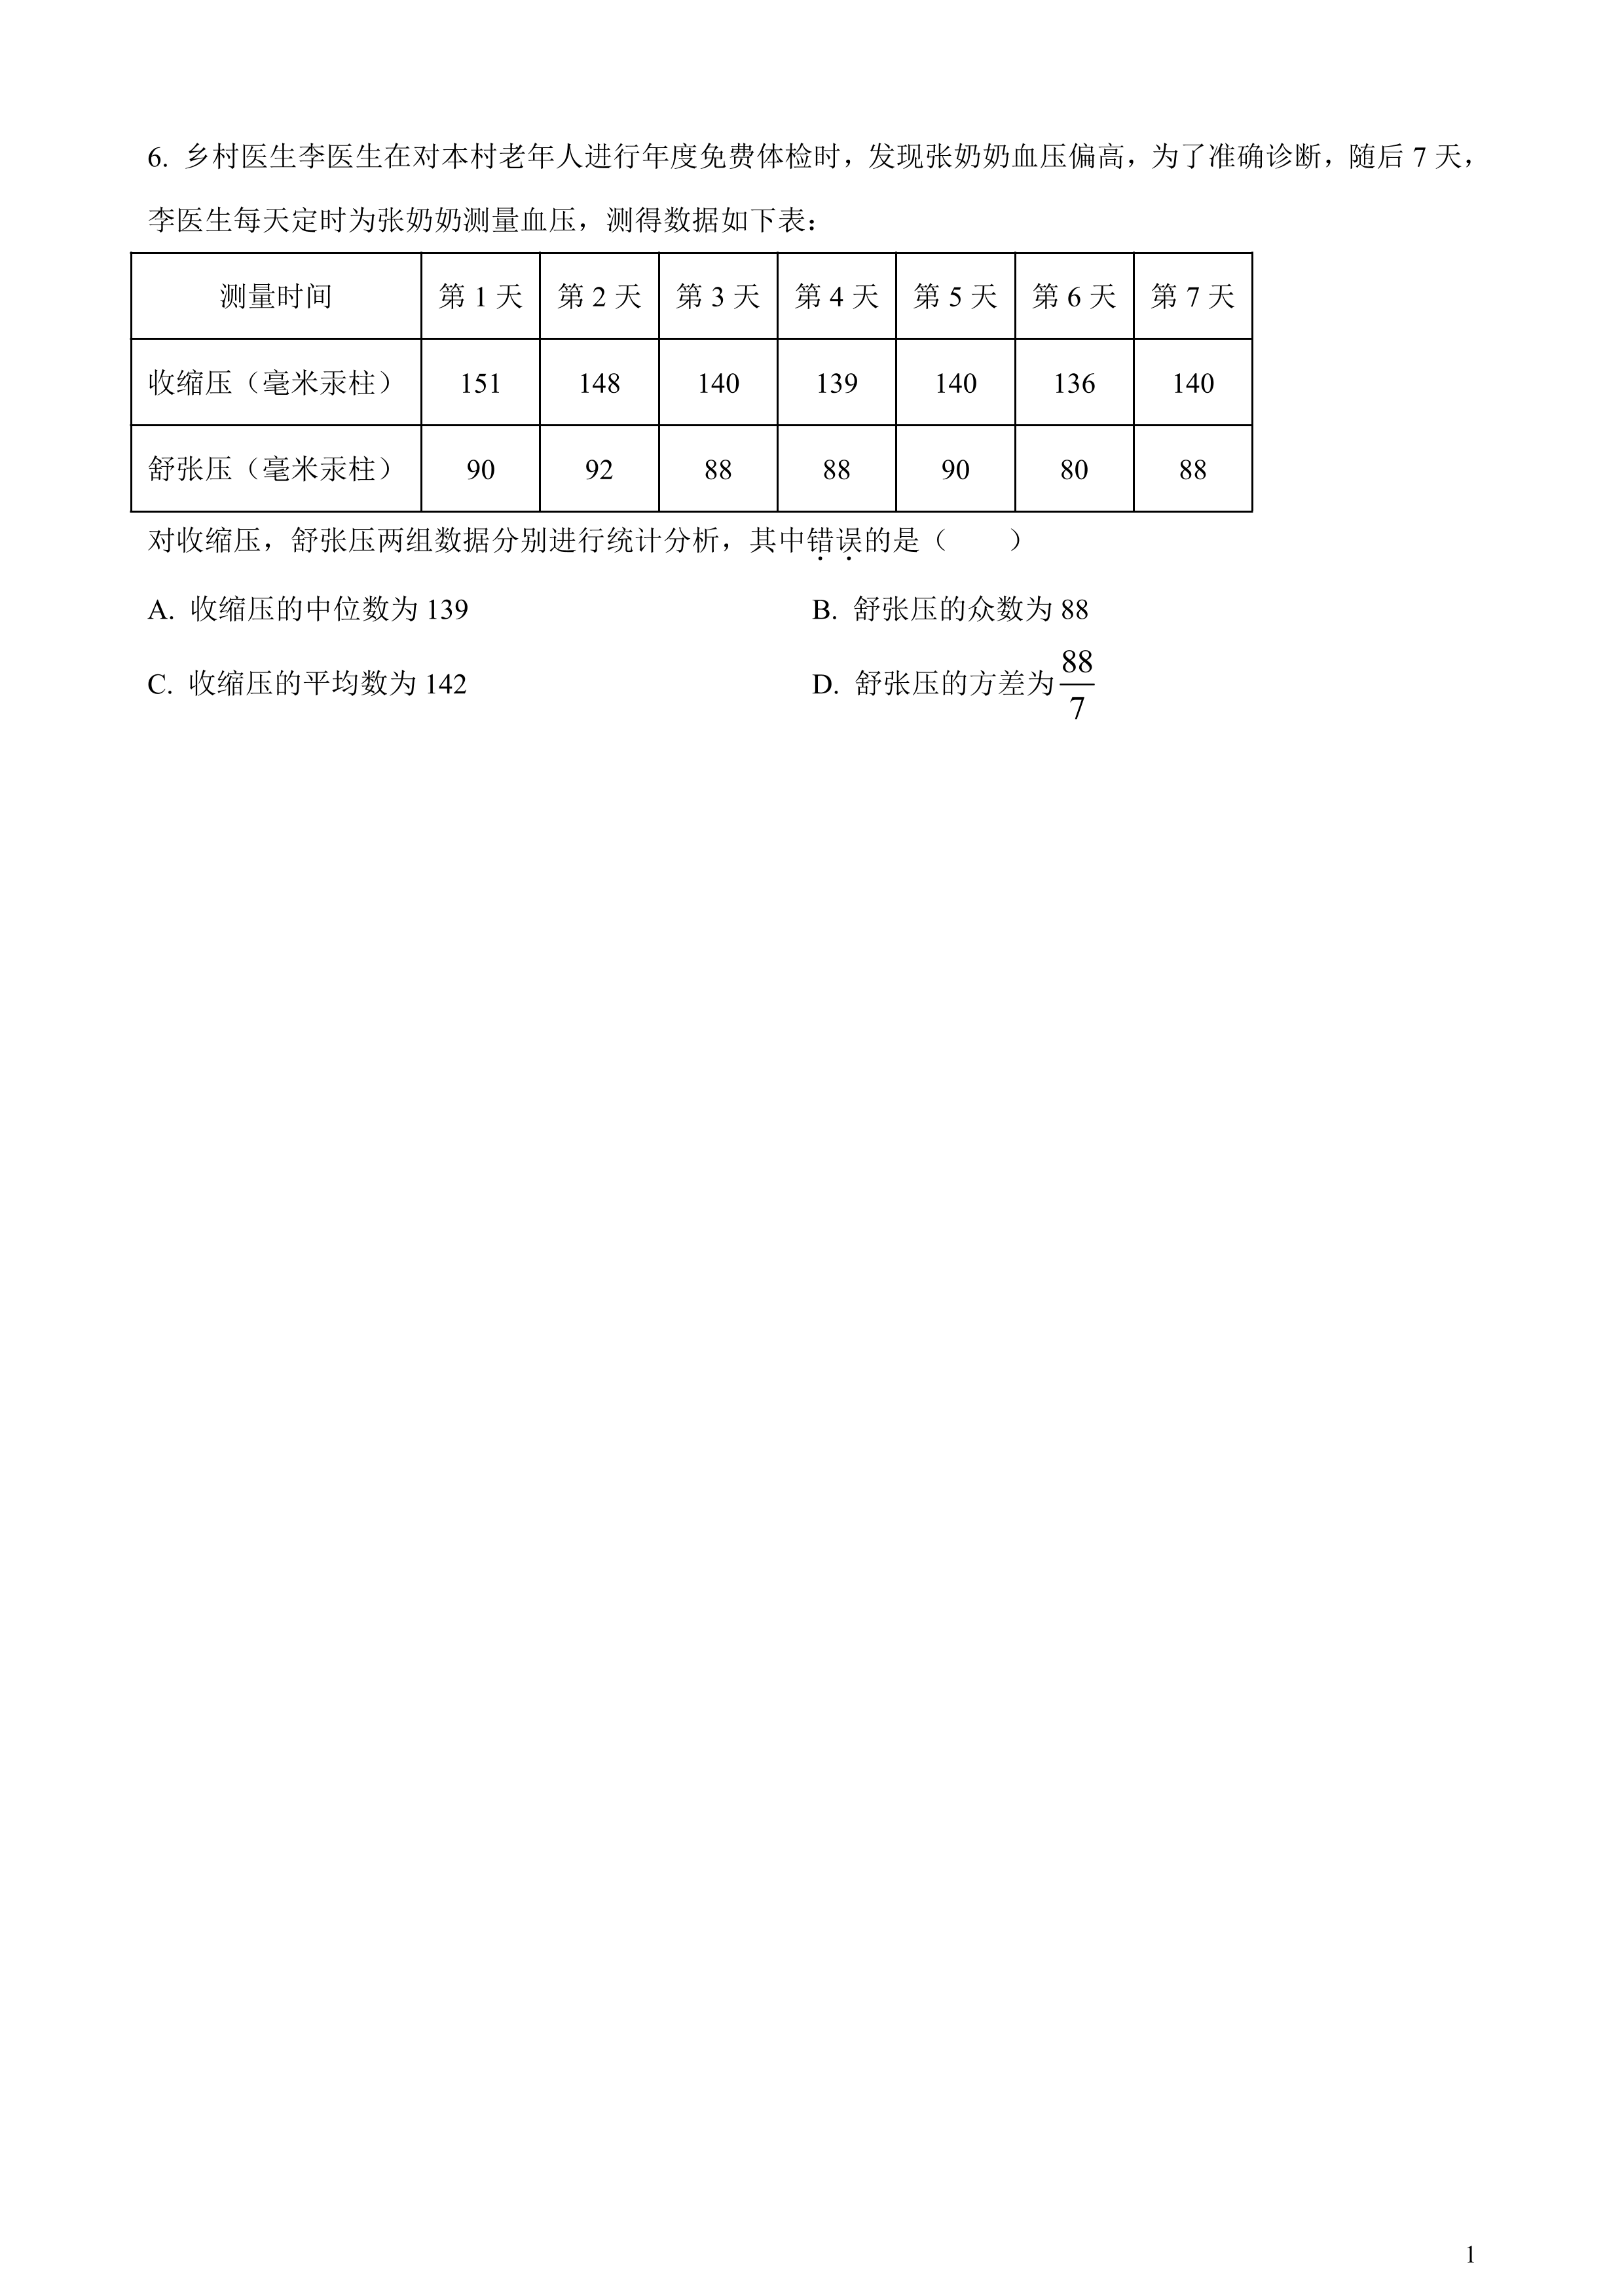 6. 乡村医生李医生在对本村老年人进行年度免费体检时，发现张奶奶血压偏高，为了准确诊断，随后 7 天，
李医生每天定时为张奶奶测量血压，测得数据如下表：
测量时间 第 1 天 第 2 天 第 3 天 第 4 天 第 5 天 第 6 天 第 7 天
收缩压（毫米汞柱） 151 148 140 139 140 136 140
舒张压（毫米汞柱） 90 92 88 88 90 80 88
对收缩压，舒张压两组数据分别进行统计分析，其中错误的是（　　）
A. 收缩压的中位数为 139 B. 舒张压的众数为 88
C. 收缩压的平均数为 142 D. 舒张压的方差为 88/7
1